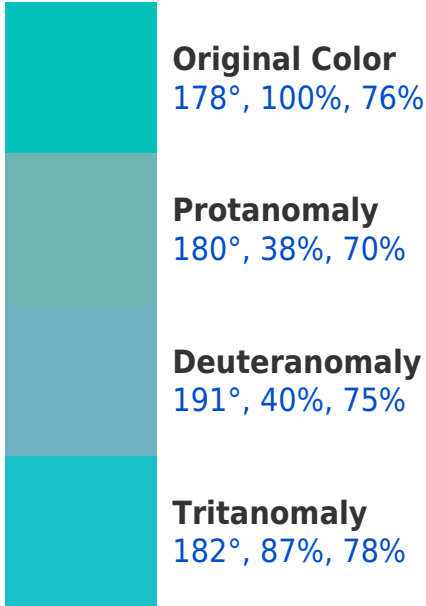 Original Color
178°, 100%, 76%
Protanomaly
180°, 38%, 70%
Deuteranomaly
191°, 40%, 75%
Tritanomaly
182°, 87%, 78%